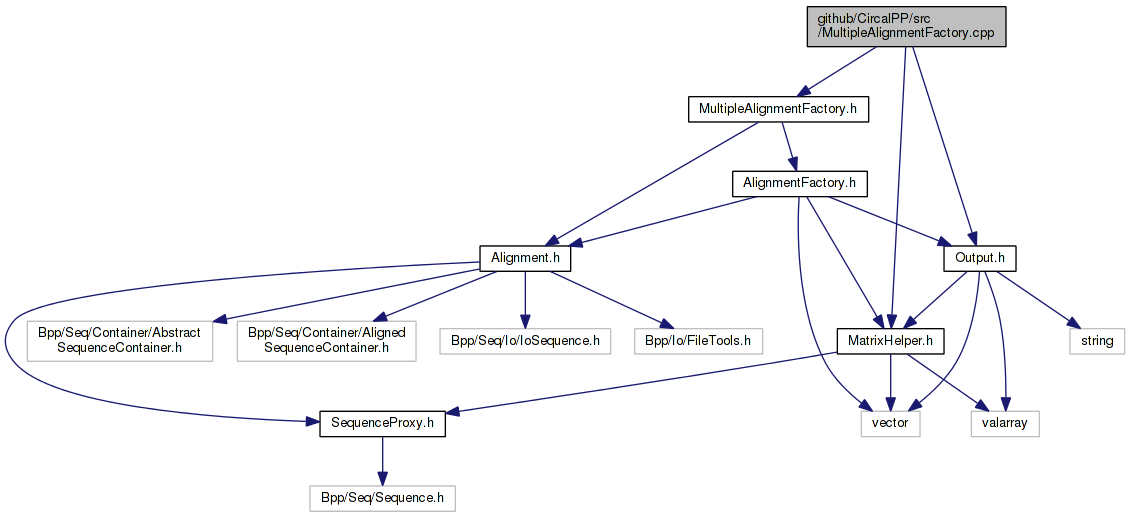 github/CircalPP/src
/MultipleAlignmentFactory.cpp
MultipleAlignmentFactory.h
AlignmentFactory.h
Alignment.h
Output.h
Bpp/Seq/Container/Abstract
SequenceContainer.h
Bpp/Seq/Container/Aligned
SequenceContainer.h
Bpp/Seq/Io/IoSequence.h
Bpp/Io/FileTools.h
MatrixHelper.h
string
SequenceProxy.h
vector
valarray
Bpp/Seq/Sequence.h